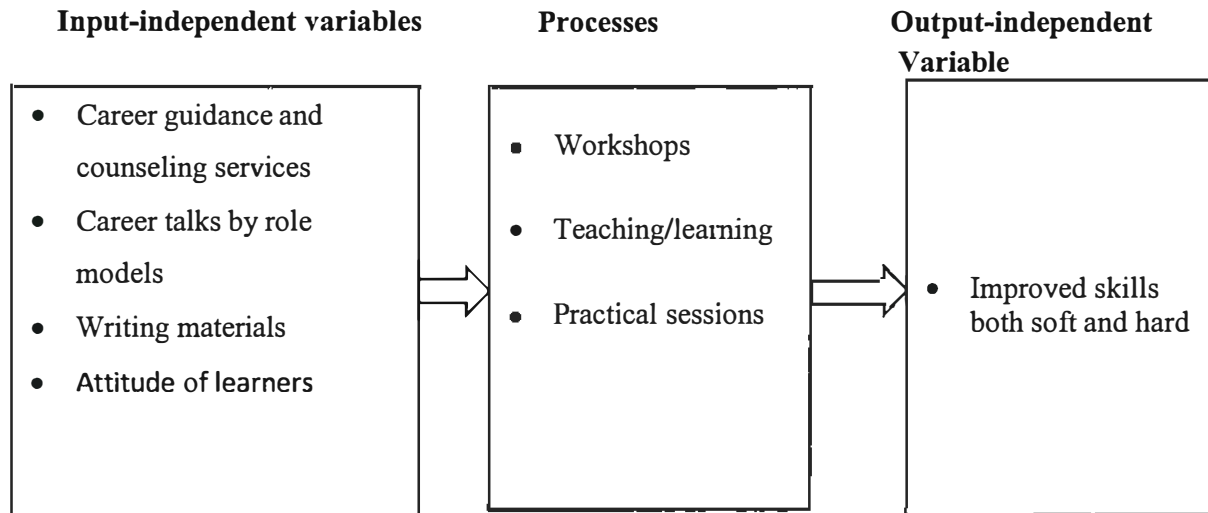 Input-independent variables
Processes
Output-independent
Variable
• Career guidance and
counseling services
• Career talks by role
models
• Writing materials
• Attitude of learners
▪ Workshops
• Teaching/learning
• Practical sessions
• Improved skills
both soft and hard